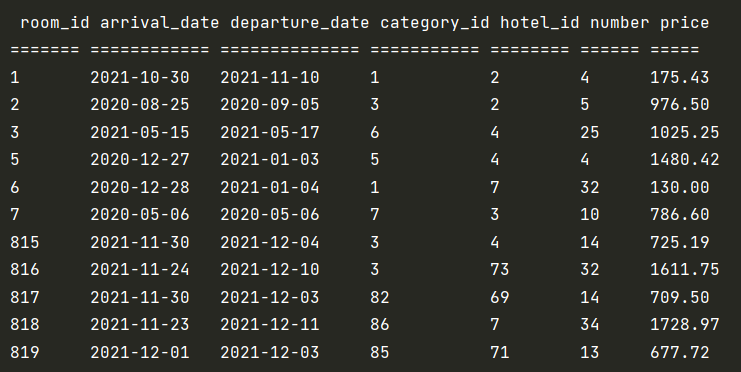 room_id arrival_date departure_date category_id hotel_id number price
======= ============ ============== =========== ======== ====== =====
1       2021-10-30   2021-11-10     1           2        4      175.43
2       2020-08-25   2020-09-05     3           2        5      976.50
3       2021-05-15   2021-05-17     6           4        25     1025.25
5       2020-12-27   2021-01-03     5           4        4      1480.42
6       2020-12-28   2021-01-04     1           7        32     130.00
7       2020-05-06   2020-05-06     7           3        10     786.60
815     2021-11-30   2021-12-04     3           4        14     725.19
816     2021-11-24   2021-12-10     3           73       32     1611.75
817     2021-11-30   2021-12-03     82          69       14     709.50
818     2021-11-23   2021-12-11     86          7        34     1728.97
819     2021-12-01   2021-12-03     85          71       13     677.72